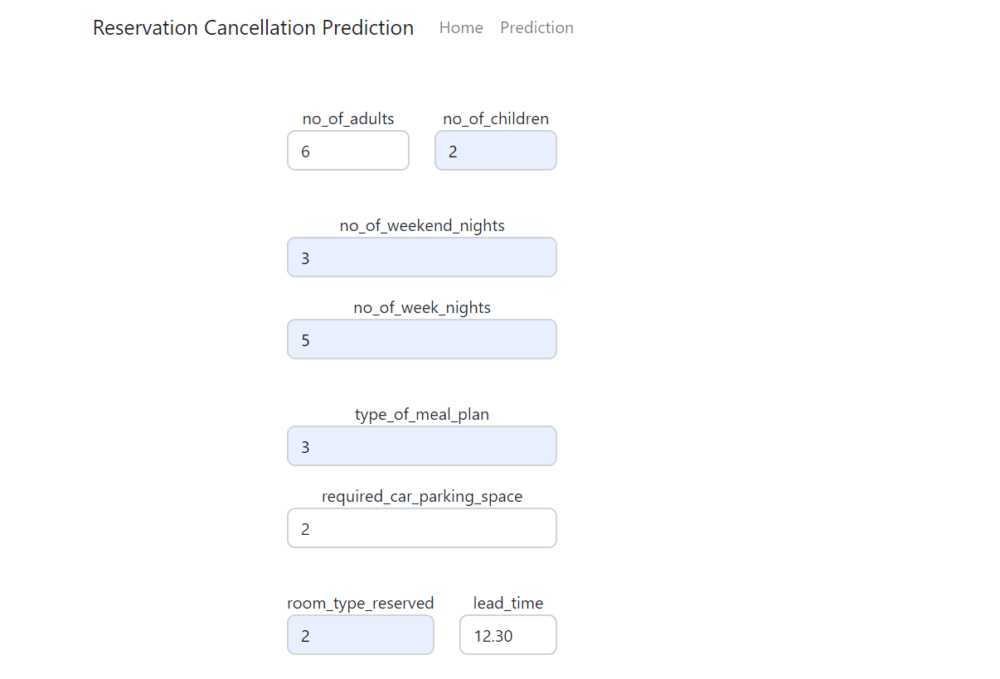 Reservation Cancellation Prediction Home Prediction
no_of_adults no_of_children
6 2
no_of_weekend_nights
3
no_of_week_nights
5
type_of_meal_plan
3
required_car_parking_space
2
room_type_reserved lead_time
2 12.30